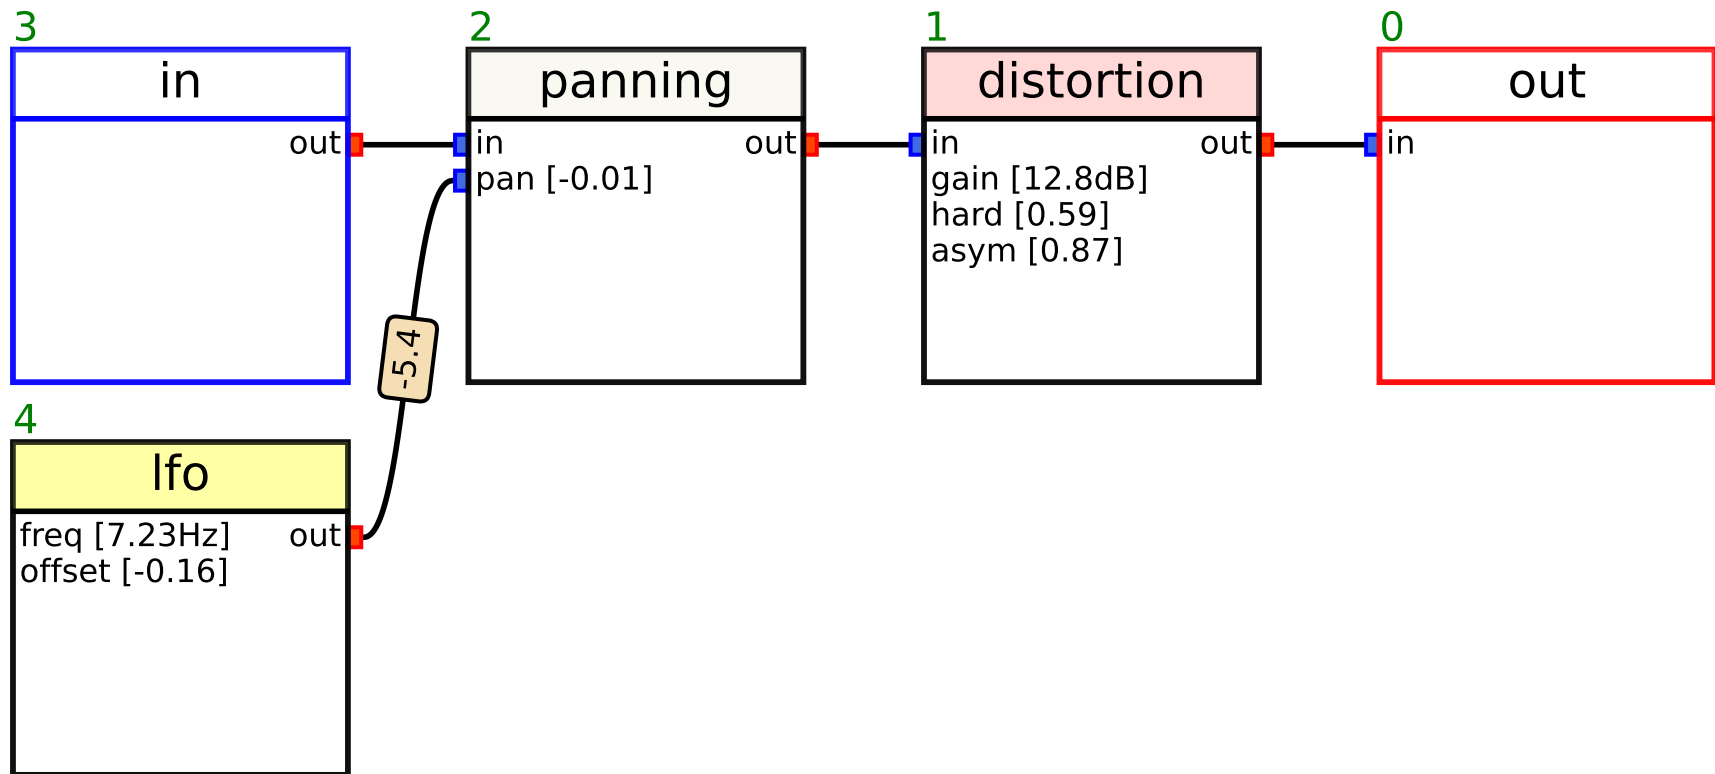 3
in
out
2
panning
in
out
pan [-0.01]
1
distortion
in
out
gain [12.8dB]
hard [0.59]
asym [0.87]
0
out
in
-5.4
4
lfo
freq [7.23Hz]
out
offset [-0.16]